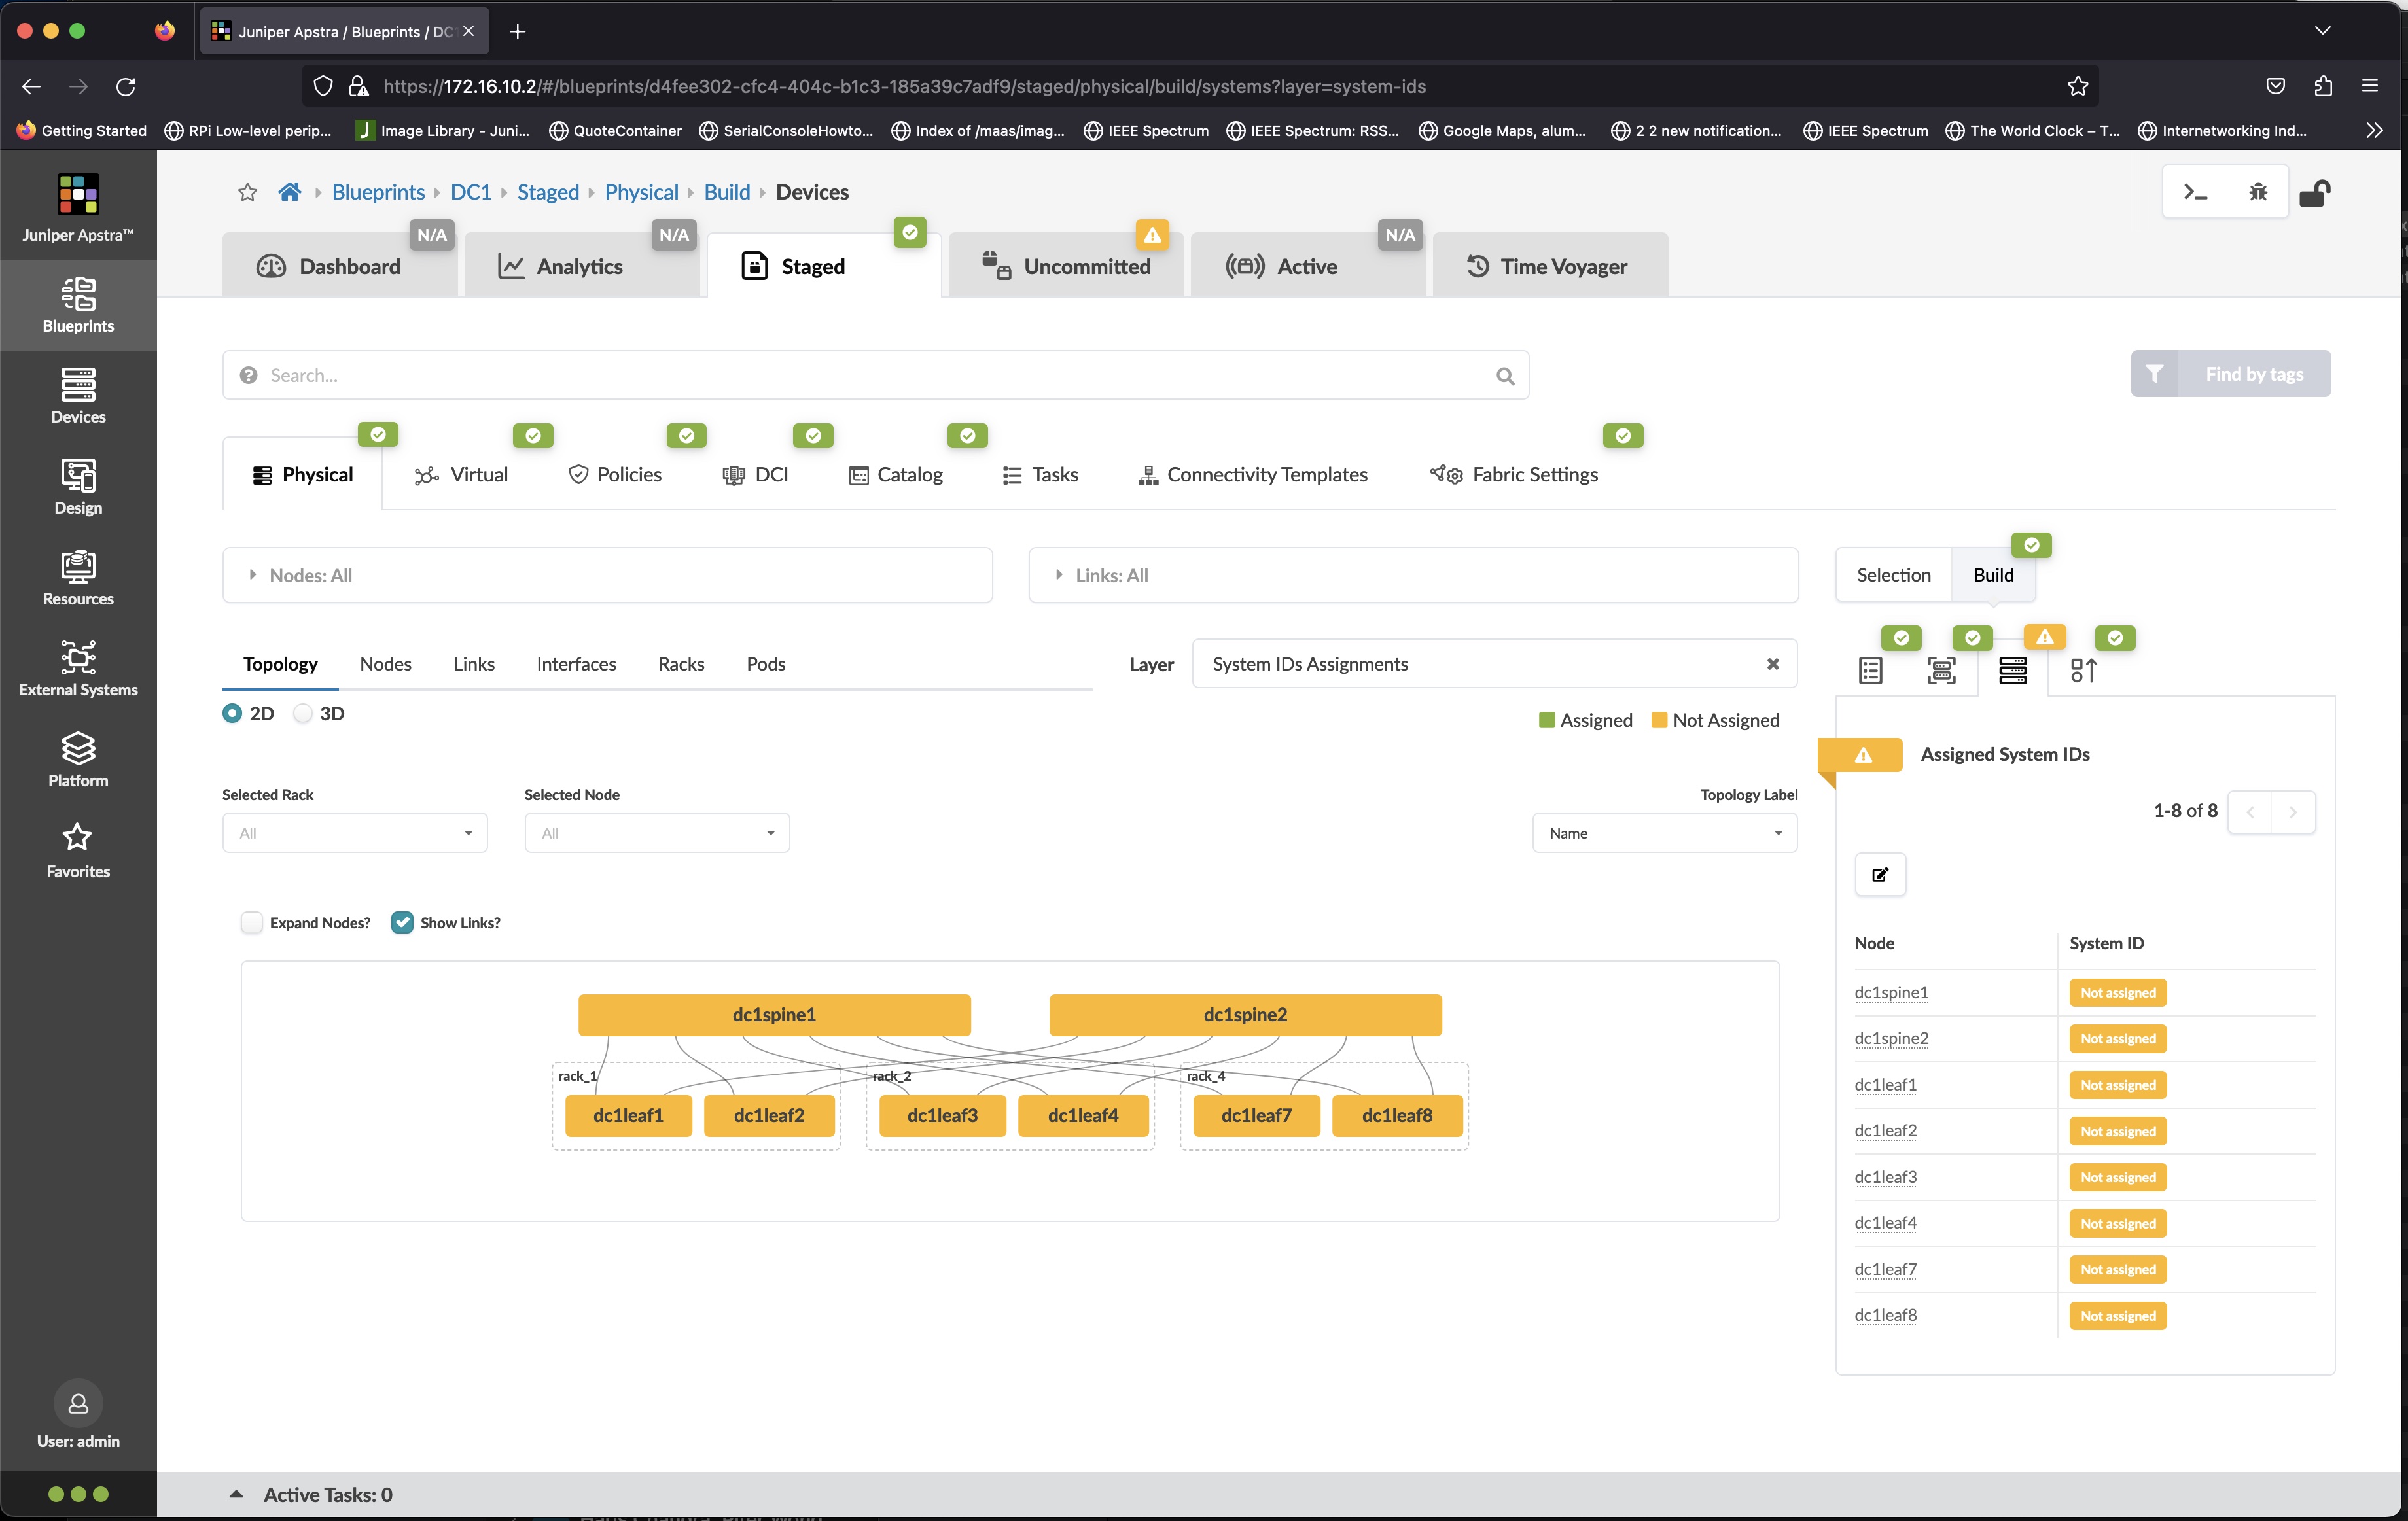 Juniper Apstra / Blueprints / DC
https://172.16.10.2/#/blueprints/d4fee302-cfc4-404c-b1c3-185a39c7adf9/staged/physical/build/systems?layer=system-ids
Getting Started RPi Low-level perip... Image Library - Juni... QuoteContainer SerialConsoleHowto... Index of /maas/imag... IEEE Spectrum IEEE Spectrum: RSS... Google Maps, alum... 2 2 new notification... IEEE Spectrum The World Clock – T... Internetworking Ind...
Juniper Apstra™
Blueprints
Devices
Design
Resources
External Systems
Platform
Favorites
User: admin
Blueprints DC1 Staged Physical Build Devices
N/A N/A N/A
Dashboard Analytics Staged Uncommitted Active Time Voyager
Search...
Find by tags
Physical Virtual Policies DCI Catalog Tasks Connectivity Templates Fabric Settings
Nodes: All Links: All
Selection Build
Topology Nodes Links Interfaces Racks Pods
Layer System IDs Assignments
2D 3D
Assigned Not Assigned
Selected Rack Selected Node Topology Label
All All Name
Expand Nodes? Show Links?
dc1spine1 dc1spine2
rack_1 rack_2 rack_4
dc1leaf1 dc1leaf2 dc1leaf3 dc1leaf4 dc1leaf7 dc1leaf8
Assigned System IDs
1-8 of 8
Node System ID
dc1spine1 Not assigned
dc1spine2 Not assigned
dc1leaf1 Not assigned
dc1leaf2 Not assigned
dc1leaf3 Not assigned
dc1leaf4 Not assigned
dc1leaf7 Not assigned
dc1leaf8 Not assigned
Active Tasks: 0